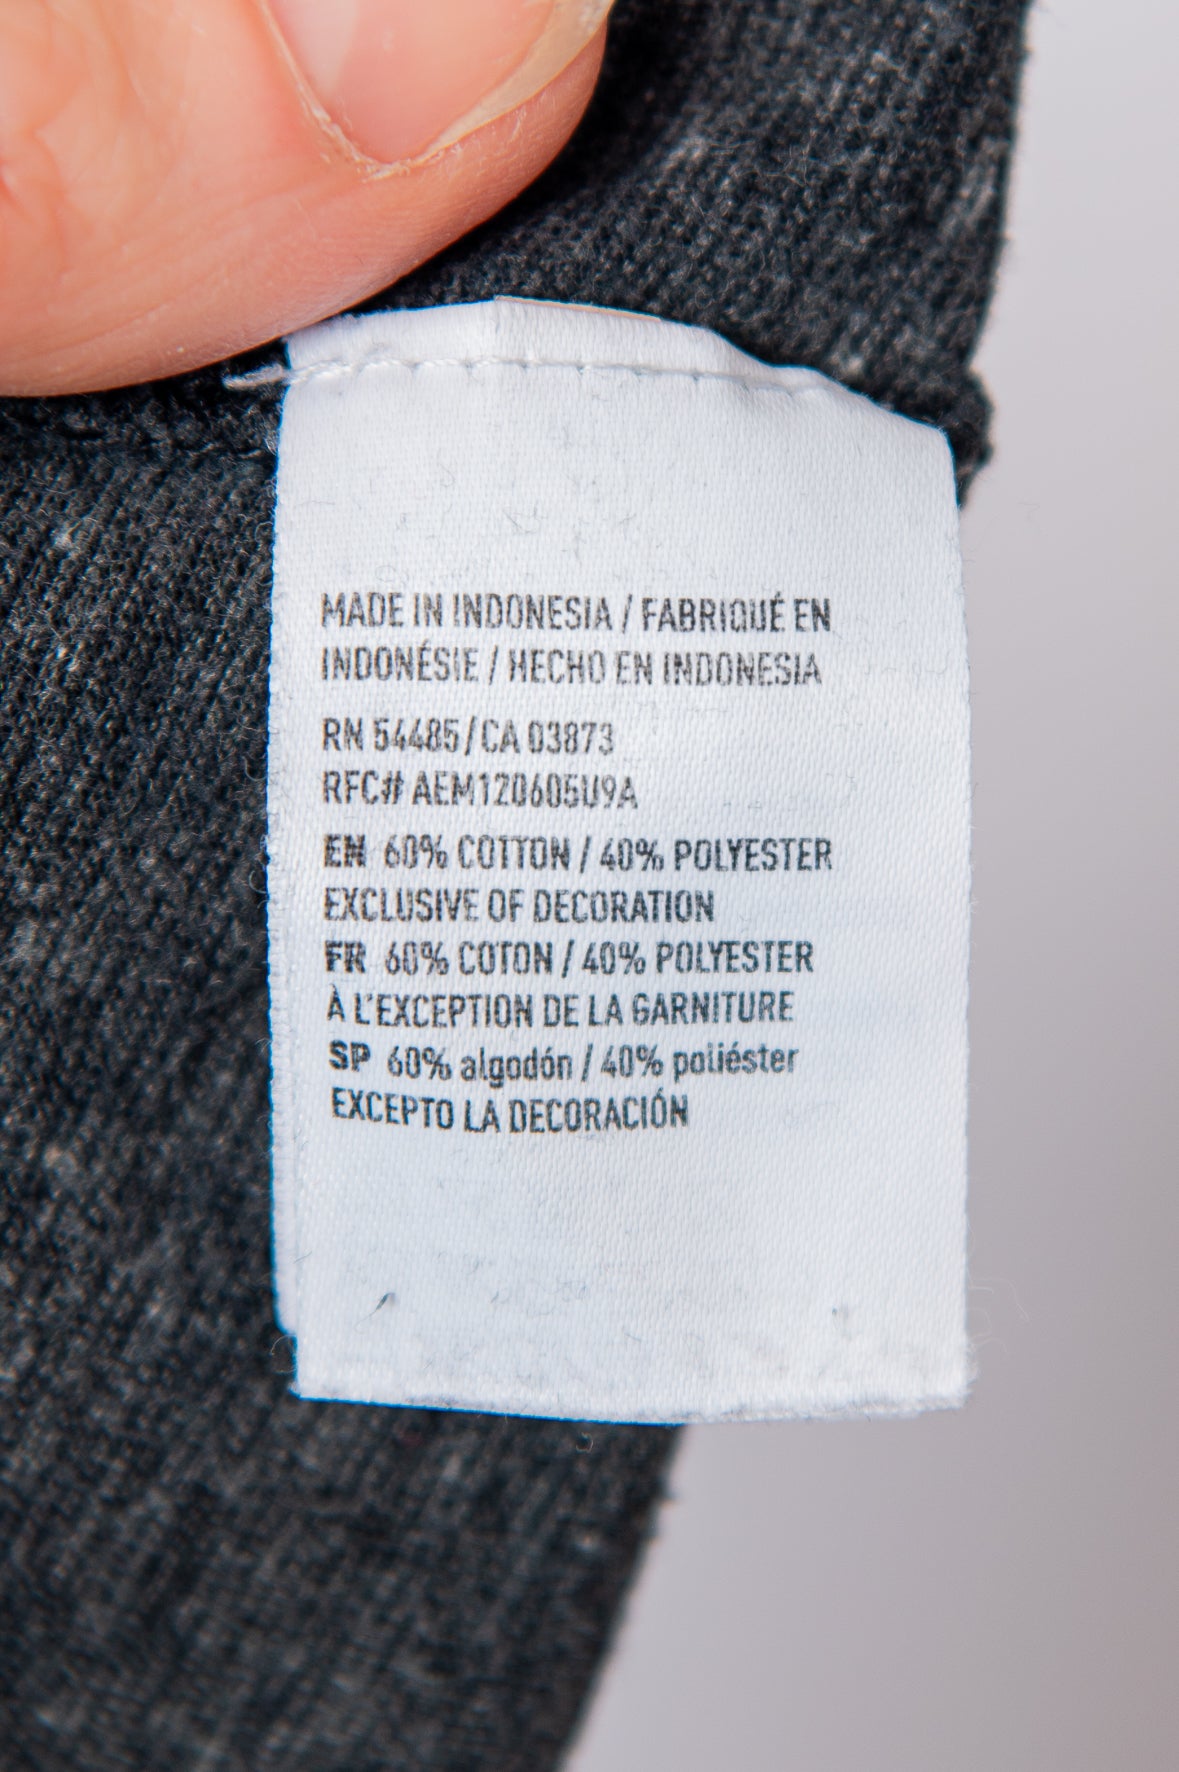 MADE IN INDONESIA / FABRIQUÉ EN
INDONÉSIE / HECHO EN INDONESIA
RN 54485/CA 03873
RFC# AEM120605U9A
EN 60% COTTON / 40% POLYESTER
EXCLUSIVE OF DECORATION
FR 60% COTON / 40% POLYESTER
À L'EXCEPTION DE LA GARNITURE
SP 60% algodón / 40% poliéster
EXCEPTO LA DECORACIÓN